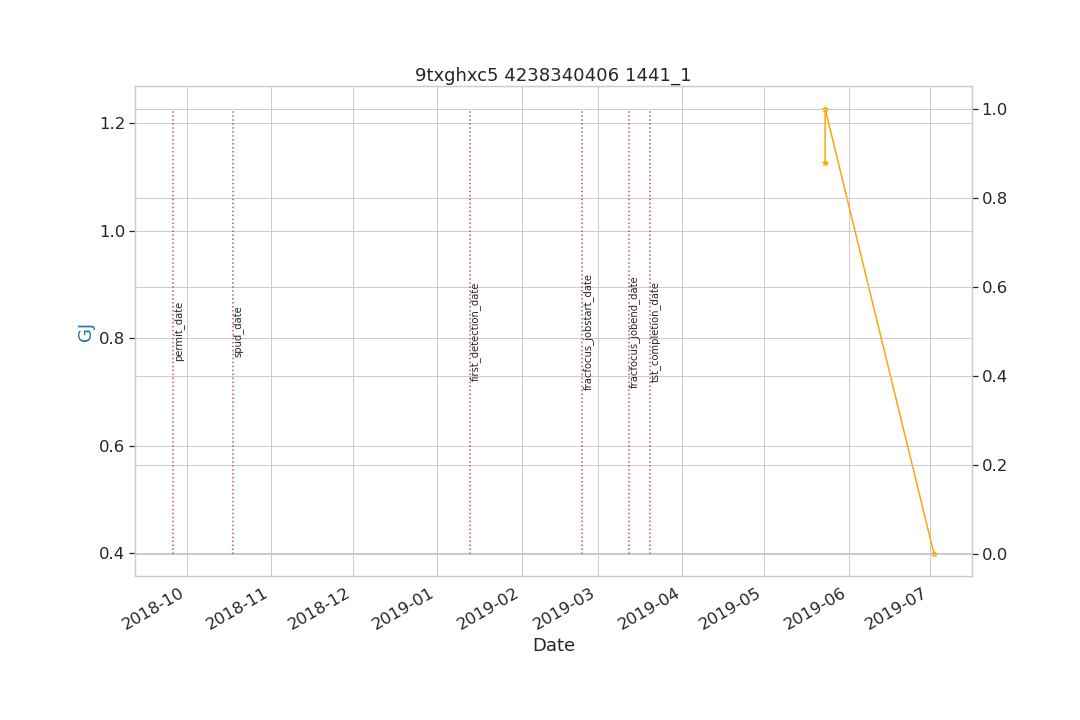 9txghxc5 4238340406 1441_1
GJ
1.2
1.0
0.8
0.6
0.4
1.0
0.8
0.6
0.4
0.2
0.0
permit_date
spud_date
first_detection_date
fracfocus_jobstart_date
fracfocus_jobend_date
tst_completion_date
2018-10
2018-11
2018-12
2019-01
2019-02
2019-03
2019-04
2019-05
2019-06
2019-07
Date